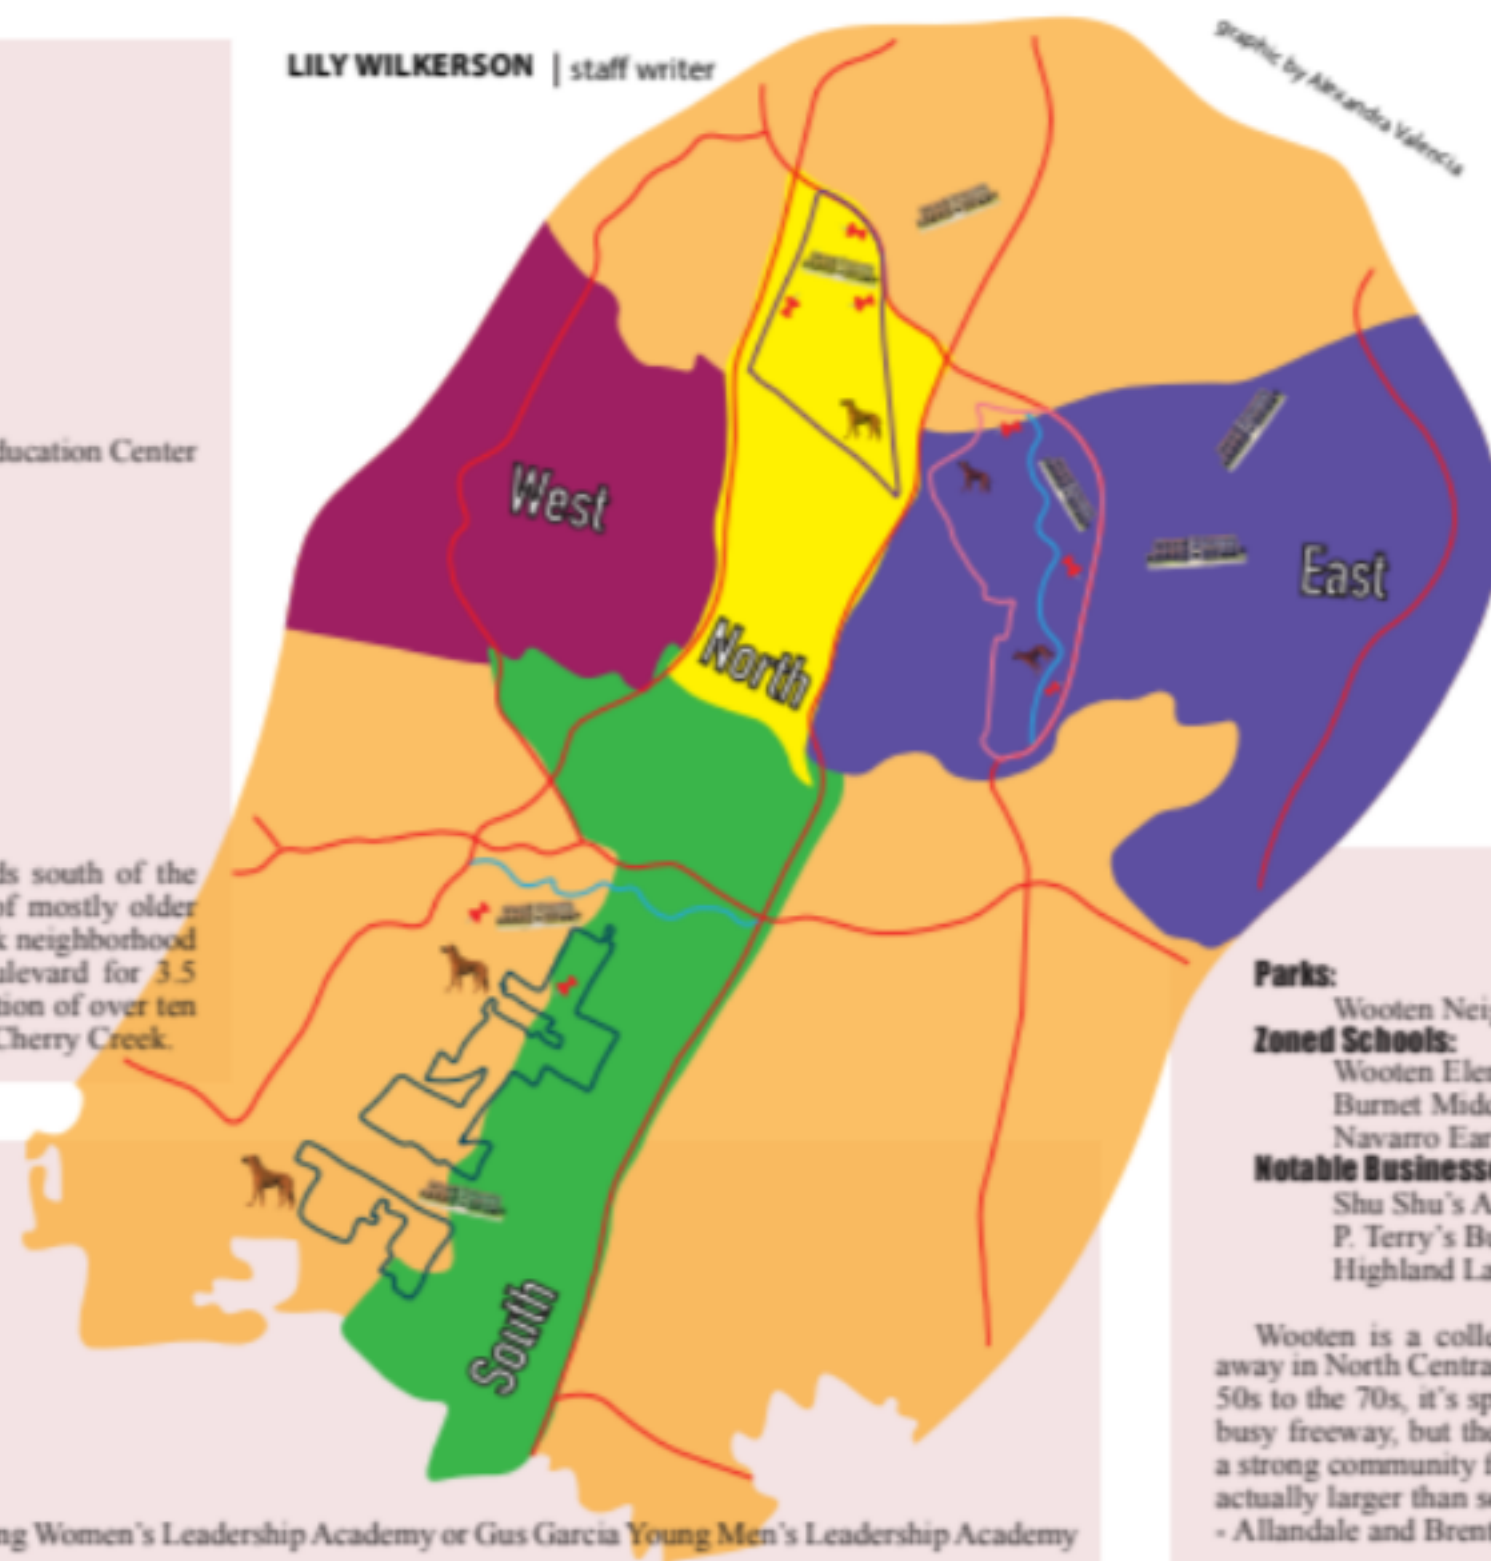 LILY WILKERSON | staff writer
graphic by Alexandra Valencia
ducation Center
West
North
East
South
ds south of the
of mostly older
k neighborhood
ulevard for 3.5
tion of over ten
Cherry Creek.
Parks:
Wooten Neig
Zoned Schools:
Wooten Elem
Burnet Midd
Navarro Ear
Notable Businesse
Shu Shu's A
P. Terry's Bu
Highland La
Wooten is a colle
away in North Centra
50s to the 70s, it's sp
busy freeway, but the
a strong community f
actually larger than s
- Allandale and Brent
ng Women's Leadership Academy or Gus Garcia Young Men's Leadership Academy